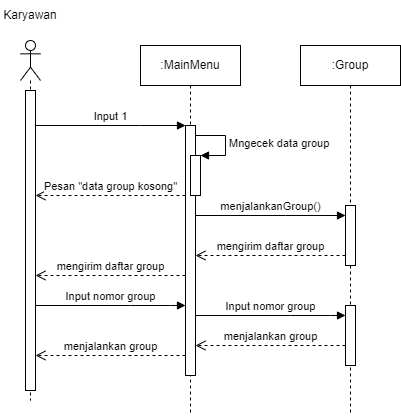 Karyawan
:MainMenu
:Group
Input 1
Mngecek data group
Pesan "data group kosong"
menjalankanGroup()
mengirim daftar group
mengirim daftar group
Input nomor group
Input nomor group
menjalankan group
menjalankan group